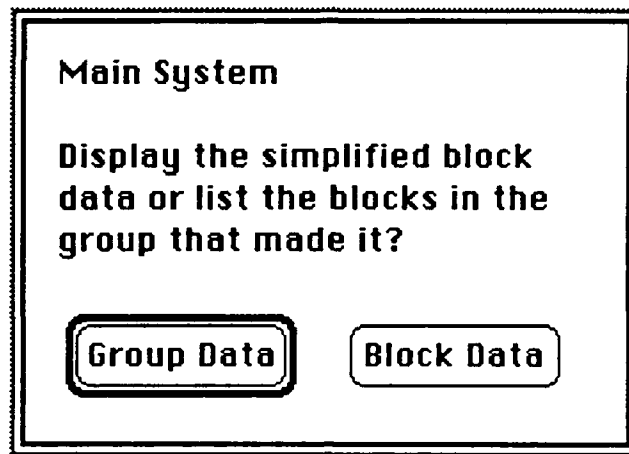 Main System
Display the simplified block
data or list the blocks in the
group that made it?
Group Data
Block Data